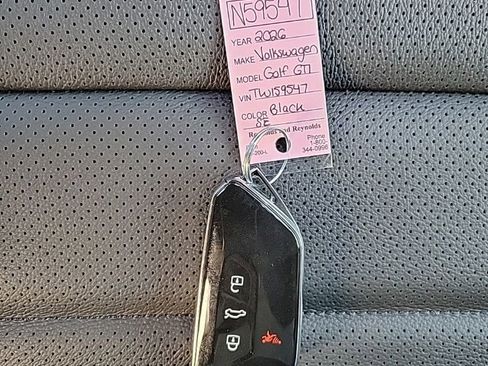 N59547
YEAR 2026
MAKE Volkswagen
MODEL Golf GTI
VIN TW159547
COLOR Black
SE
Reynolds and Reynolds
Phone
1-800-
344-0996